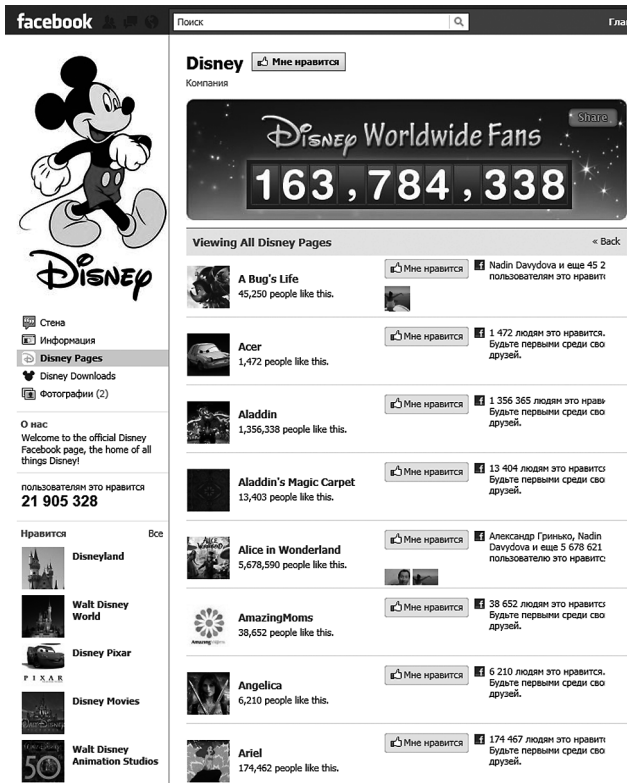 facebook
Поиск
Гла
Disney
Стена
Информация
Disney Pages
Disney Downloads
Фотографии (2)
О нас
Welcome to the official Disney
Facebook page, the home of all
things Disney!
пользователям это нравится
21 905 328
Нравится Все
Disneyland
Walt Disney
World
PIXAR
Disney Pixar
Disney Movies
50
Walt Disney
Animation Studios
Disney Мне нравится
Компания
Share
Disney Worldwide Fans
163,784,338
Viewing All Disney Pages « Back
A Bug's Life
45,250 people like this.
Мне нравится
Nadin Davydova и еще 45 2
пользователям это нравитс
Acer
1,472 people like this.
Мне нравится
1 472 людям это нравится.
Будьте первыми среди сво
друзей.
Aladdin
1,356,338 people like this.
Мне нравится
1 356 365 людям это нрави
Будьте первыми среди сво
друзей.
Aladdin's Magic Carpet
13,403 people like this.
Мне нравится
13 404 людям это нравитс
Будьте первыми среди сво
друзей.
Alice in Wonderland
5,678,590 people like this.
Мне нравится
Александр Гринько, Nadin
Davydova и еще 5 678 621
пользователю это нравитс
AmazingMoms
38,652 people like this.
Мне нравится
38 652 людям это нравитс
Будьте первыми среди сво
друзей.
Angelica
6,210 people like this.
Мне нравится
6 210 людям это нравится.
Будьте первыми среди сво
друзей.
Ariel
174,462 people like this.
Мне нравится
174 467 людям это нравит
Будьте первыми среди сво
друзей.